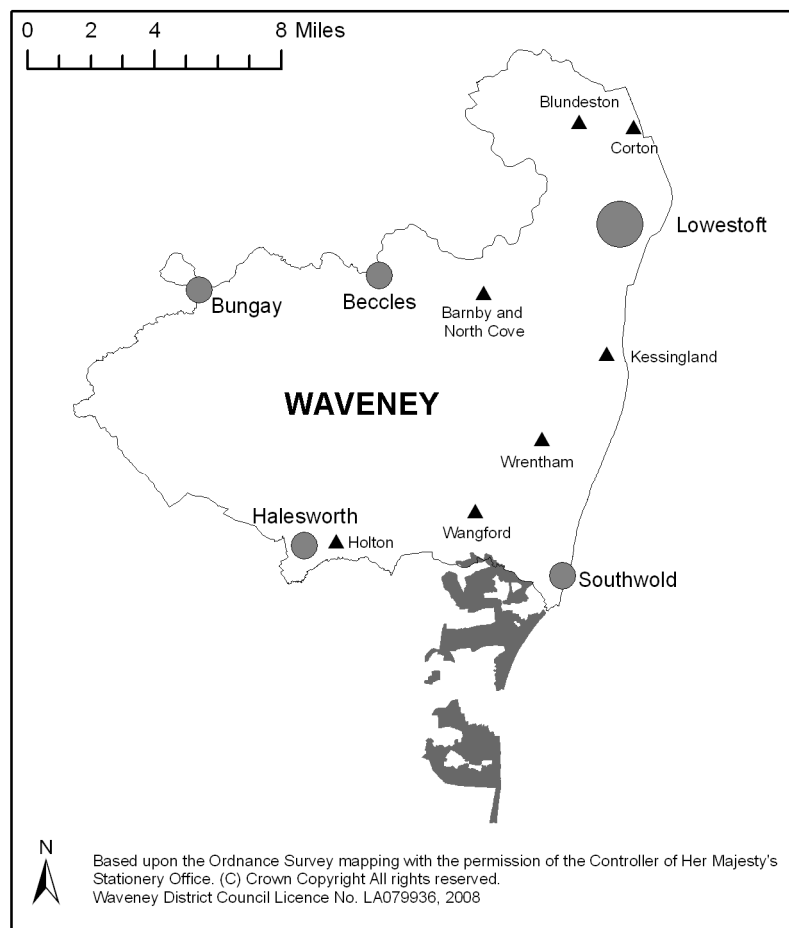 0 2 4 8 Miles
Blundeston
Corton
Lowestoft
Beccles
Bungay
Barnby and
North Cove
Kessingland
WAVENEY
Wrentham
Halesworth
Wangford
Holton
Southwold
N
Based upon the Ordnance Survey mapping with the permission of the Controller of Her Majesty's
Stationery Office. (C) Crown Copyright All rights reserved.
Waveney District Council Licence No. LA079936, 2008